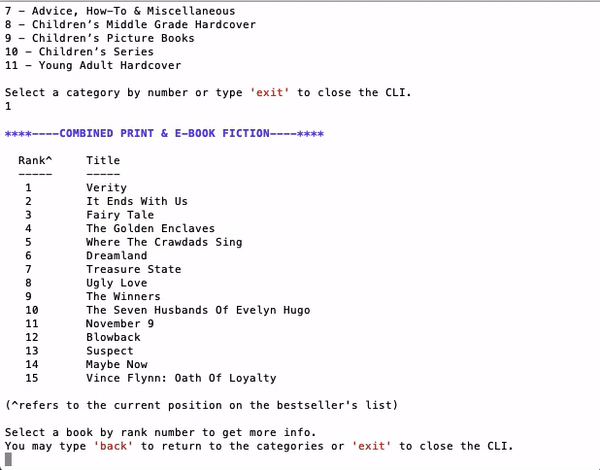 7 – Advice, How–To & Miscellaneous
8 – Children's Middle Grade Hardcover
9 – Children's Picture Books
10 – Children's Series
11 – Young Adult Hardcover
Select a category by number or type 'exit' to close the CLI.
1
****----COMBINED PRINT & E-BOOK FICTION----****
Rank^ Title
----- -----
1 Verity
2 It Ends With Us
3 Fairy Tale
4 The Golden Enclaves
5 Where The Crawdads Sing
6 Dreamland
7 Treasure State
8 Ugly Love
9 The Winners
10 The Seven Husbands Of Evelyn Hugo
11 November 9
12 Blowback
13 Suspect
14 Maybe Now
15 Vince Flynn: Oath Of Loyalty
(^refers to the current position on the bestseller's list)
Select a book by rank number to get more info.
You may type 'back' to return to the categories or 'exit' to close the CLI.